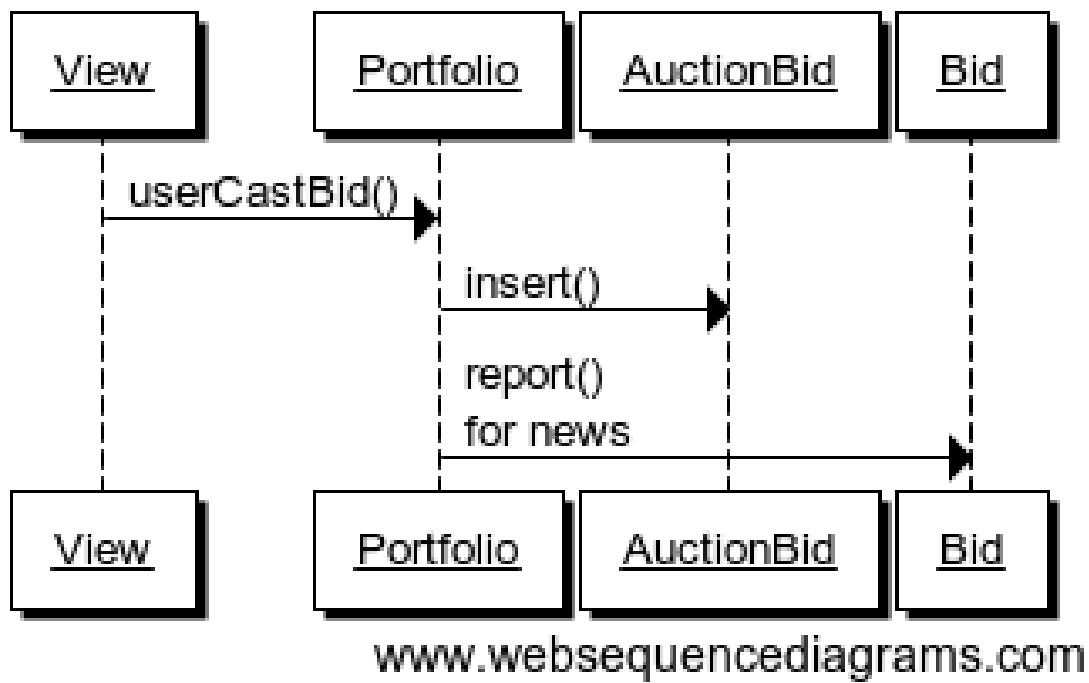 View
Portfolio
AuctionBid
Bid
userCastBid()
insert()
report()
for news
View
Portfolio
AuctionBid
Bid
www.websequencediagrams.com